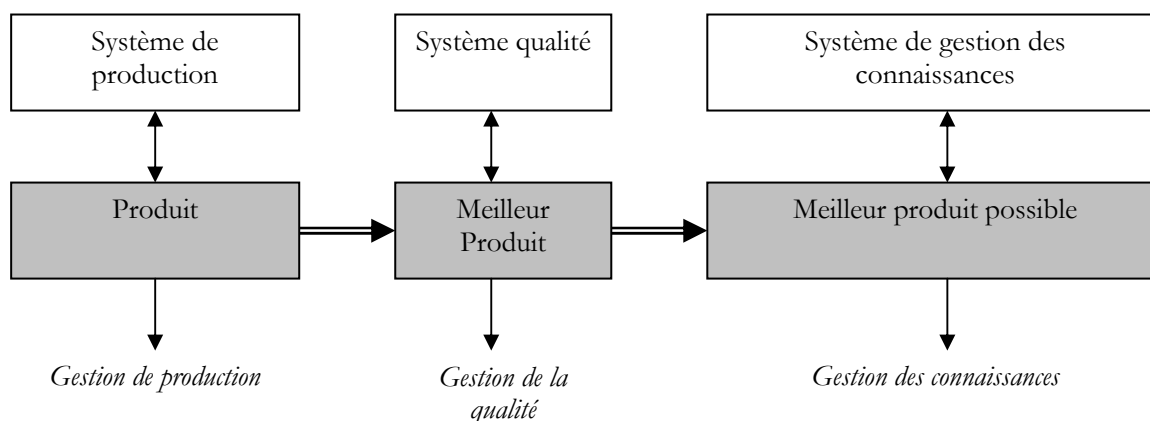 Système de
production
Système qualité
Système de gestion des
connaissances
Produit
Meilleur
Produit
Meilleur produit possible
Gestion de production
Gestion de la
qualité
Gestion des connaissances